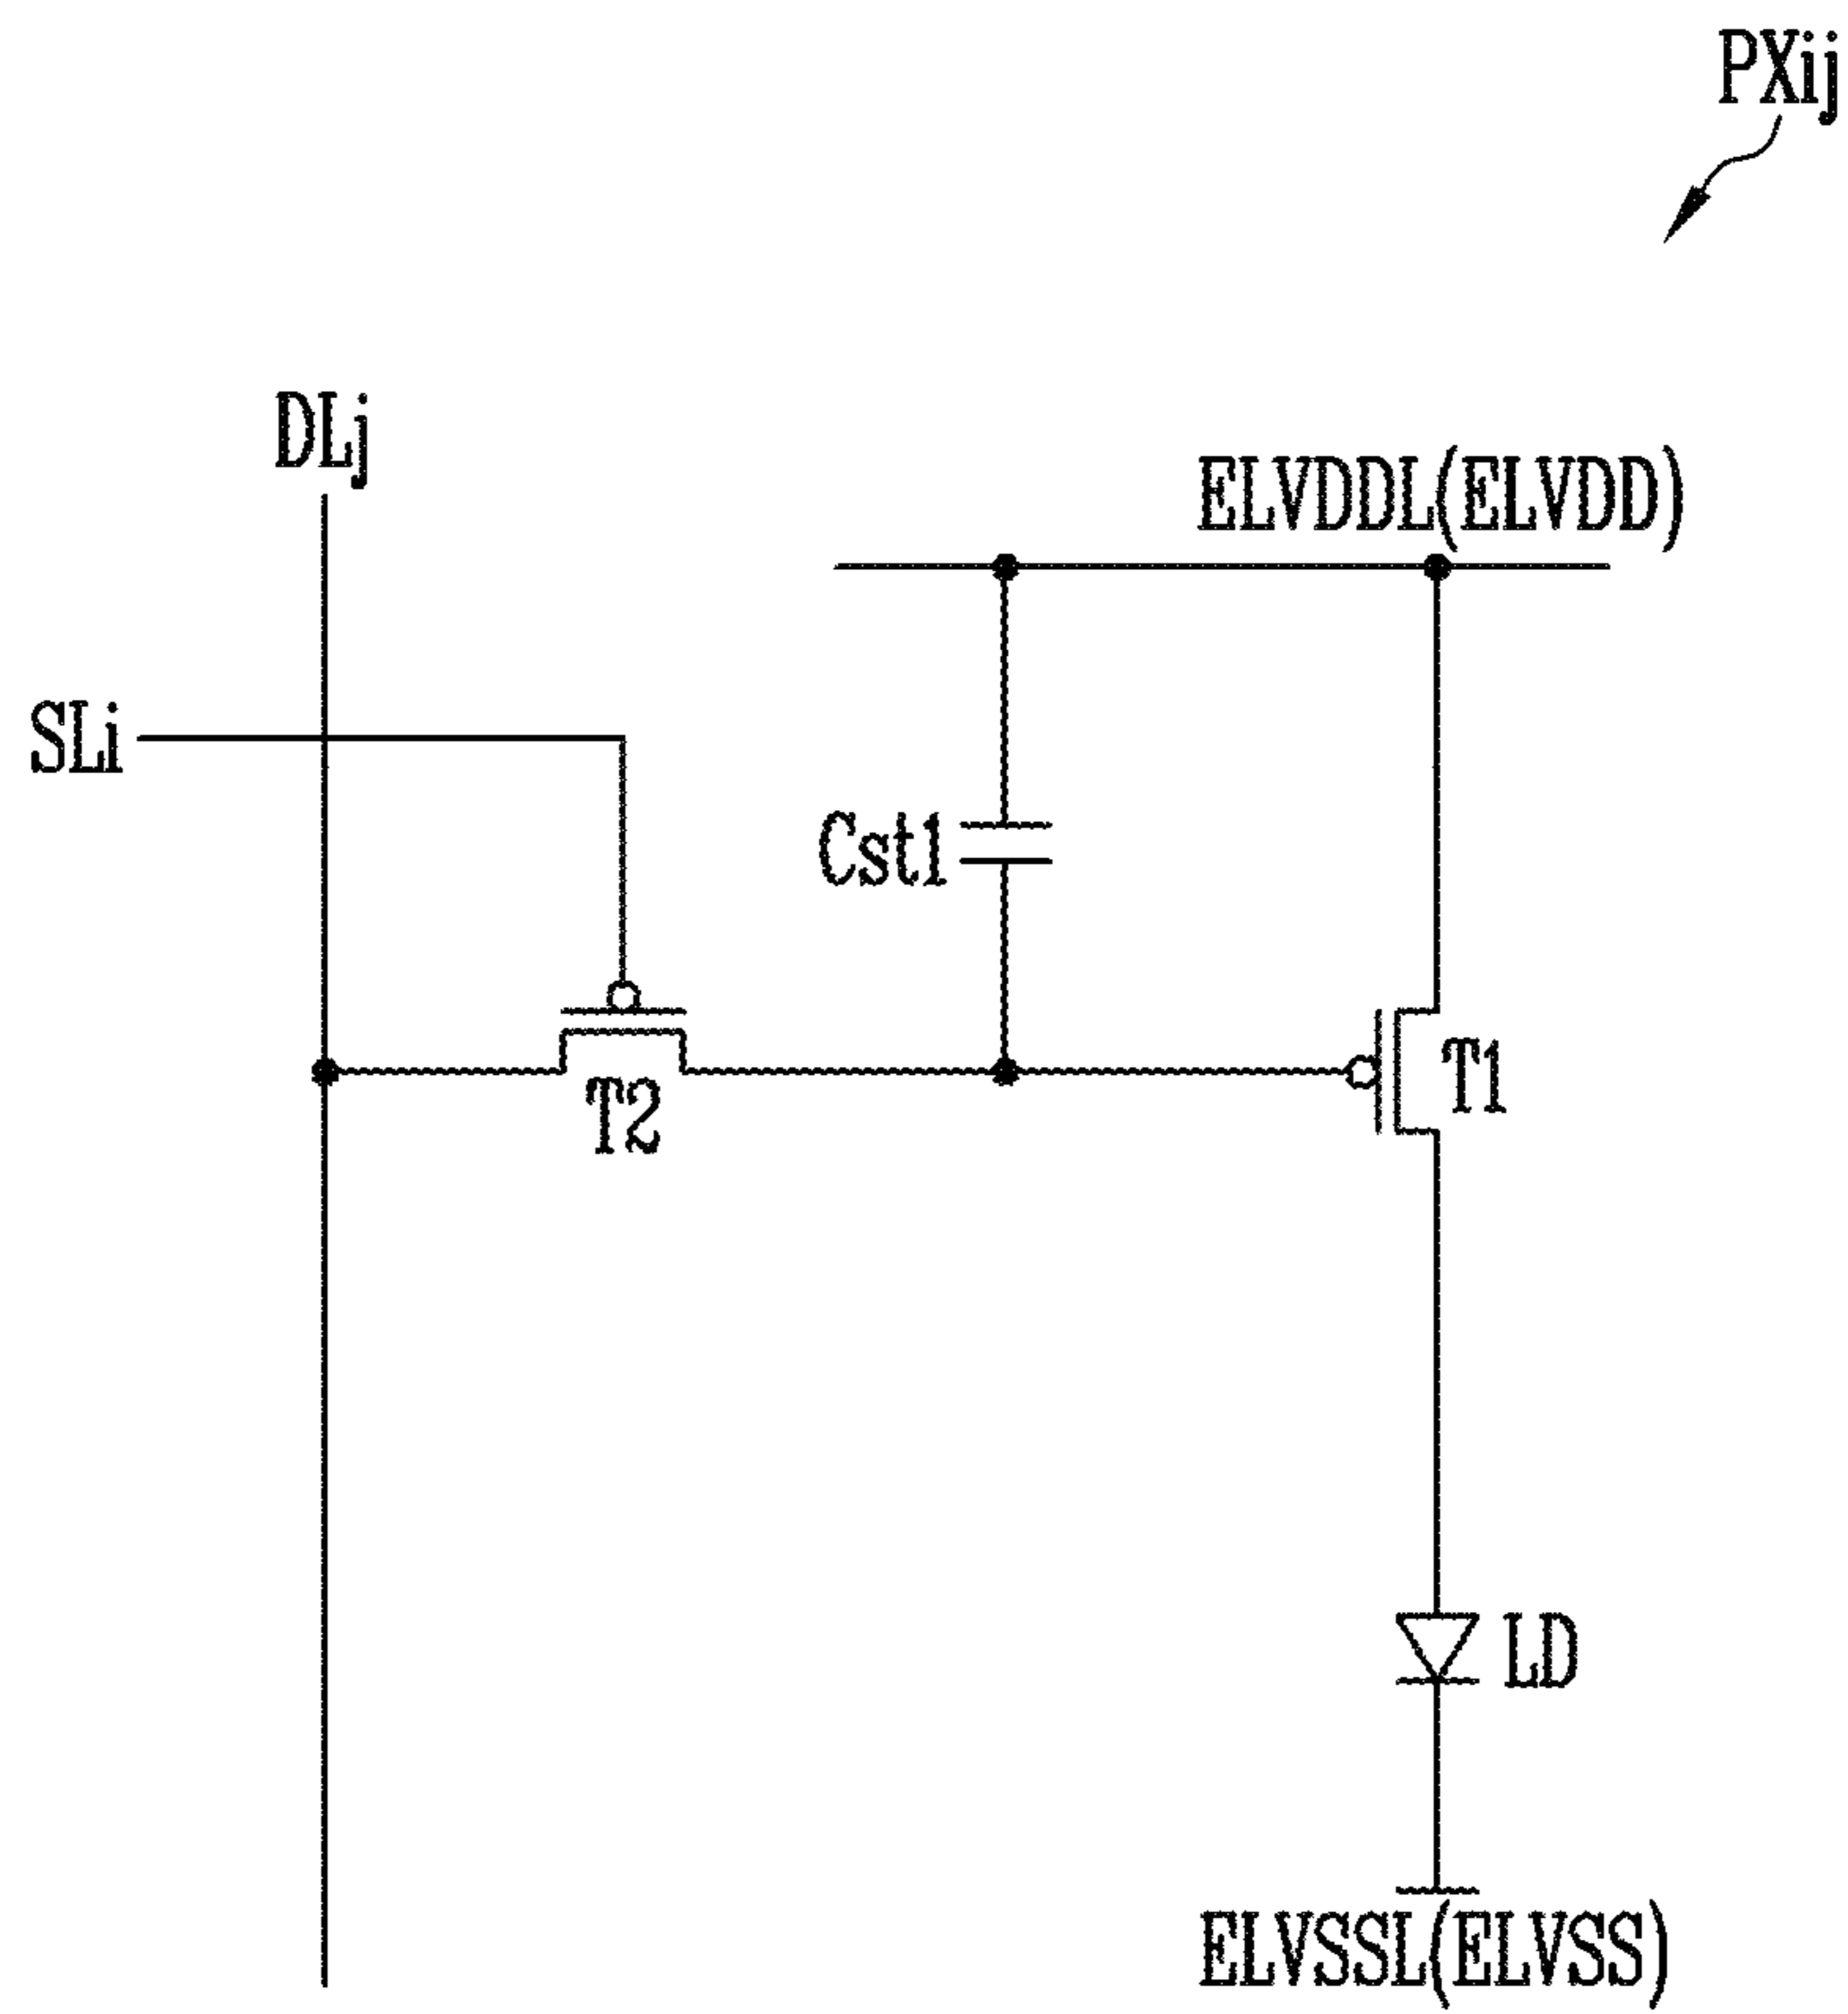 PXij
DLj
ELVDDL(ELVDD)
SLi
Cst1
T1
T2
LD
ELVSSL(ELVSS)